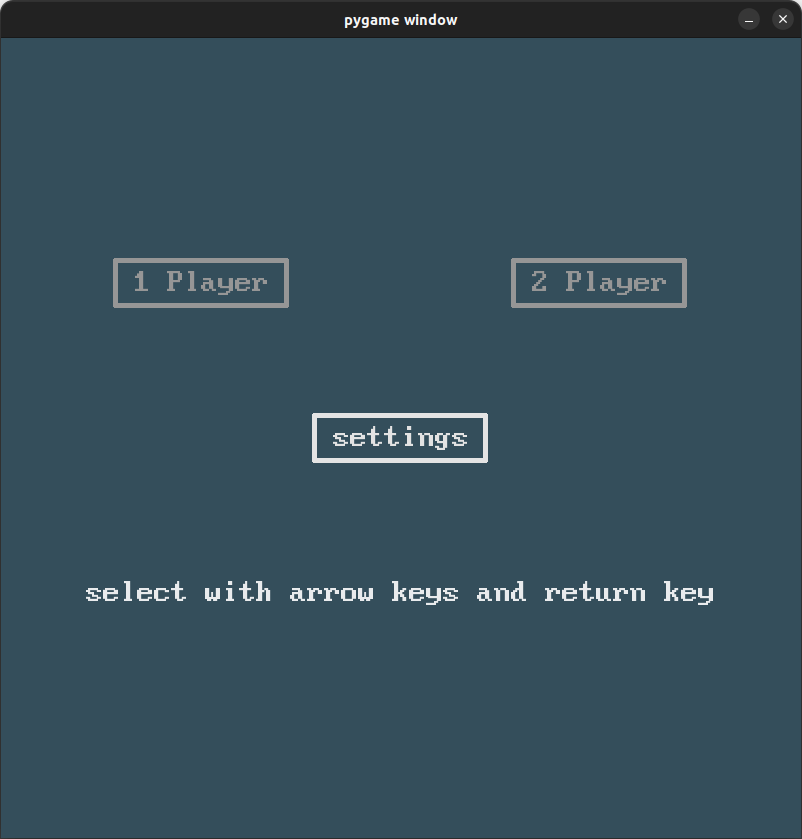 pygame window
1 Player
2 Player
settings
select with arrow keys and return key